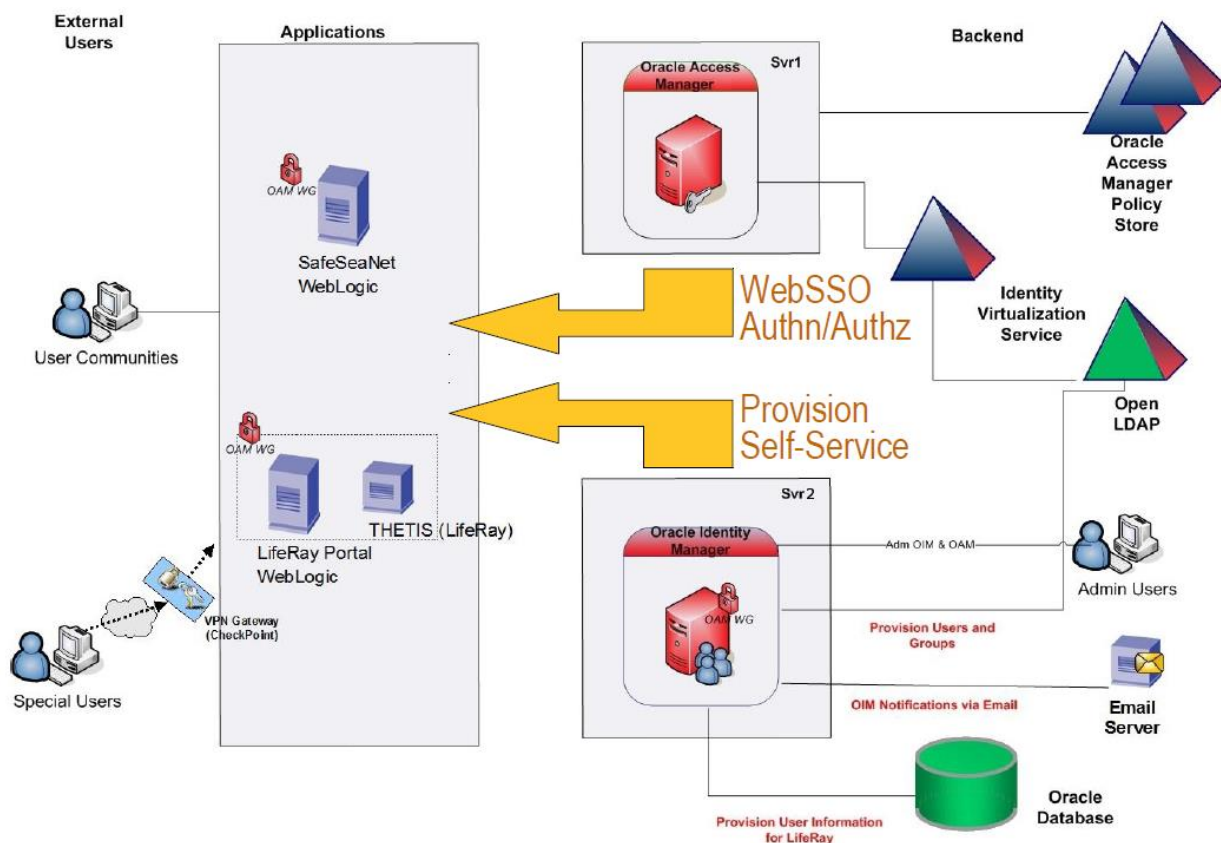 External
Users
Applications
Backend
Svr1
Oracle Access
Manager
Oracle
Access
Manager
Policy
Store
OAM WG
SafeSeaNet
WebLogic
WebSSO
Authn/Authz
Identity
Virtualization
Service
User Communities
Provision
Self-Service
Open
LDAP
OAM WG
THETIS (LifeRay)
LifeRay Portal
WebLogic
Svr2
Oracle Identity
Manager
Adm OIM & OAM
Admin Users
OAM WG
VPN Gateway
(CheckPoint)
Provision Users and
Groups
Special Users
OIM Notifications via Email
Email
Server
Oracle
Database
Provision User Information
for LifeRay